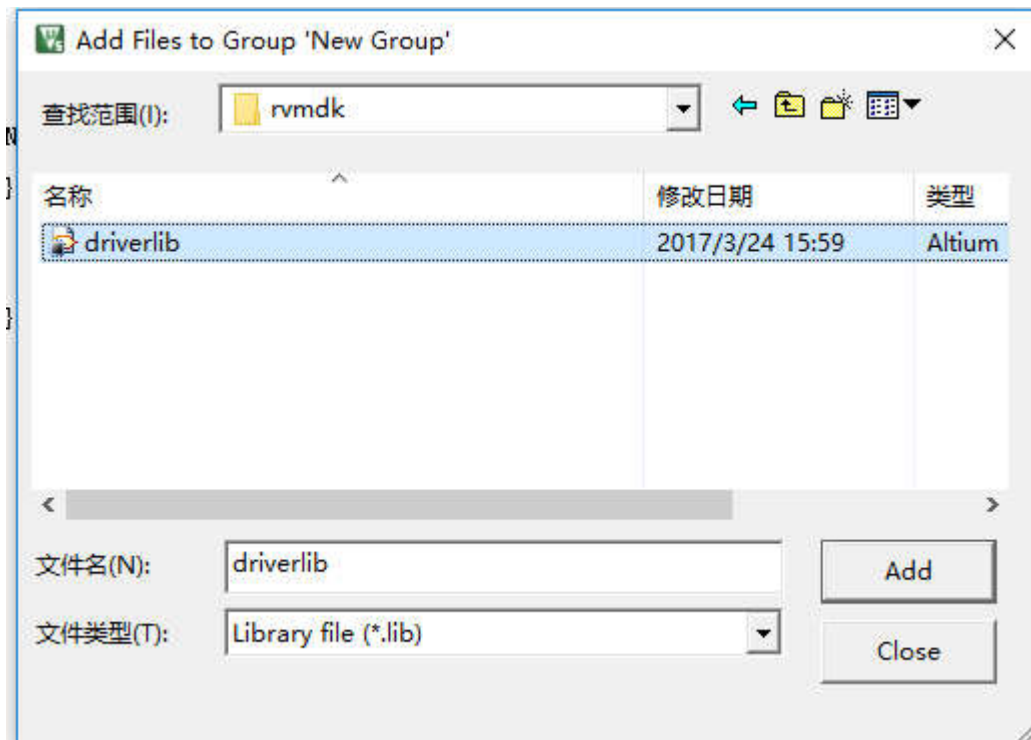 Add Files to Group 'New Group'
查找范围(I): rvmdk
名称 修改日期 类型
driverlib 2017/3/24 15:59 Altium
文件名(N): driverlib Add
文件类型(T): Library file (*.lib) Close